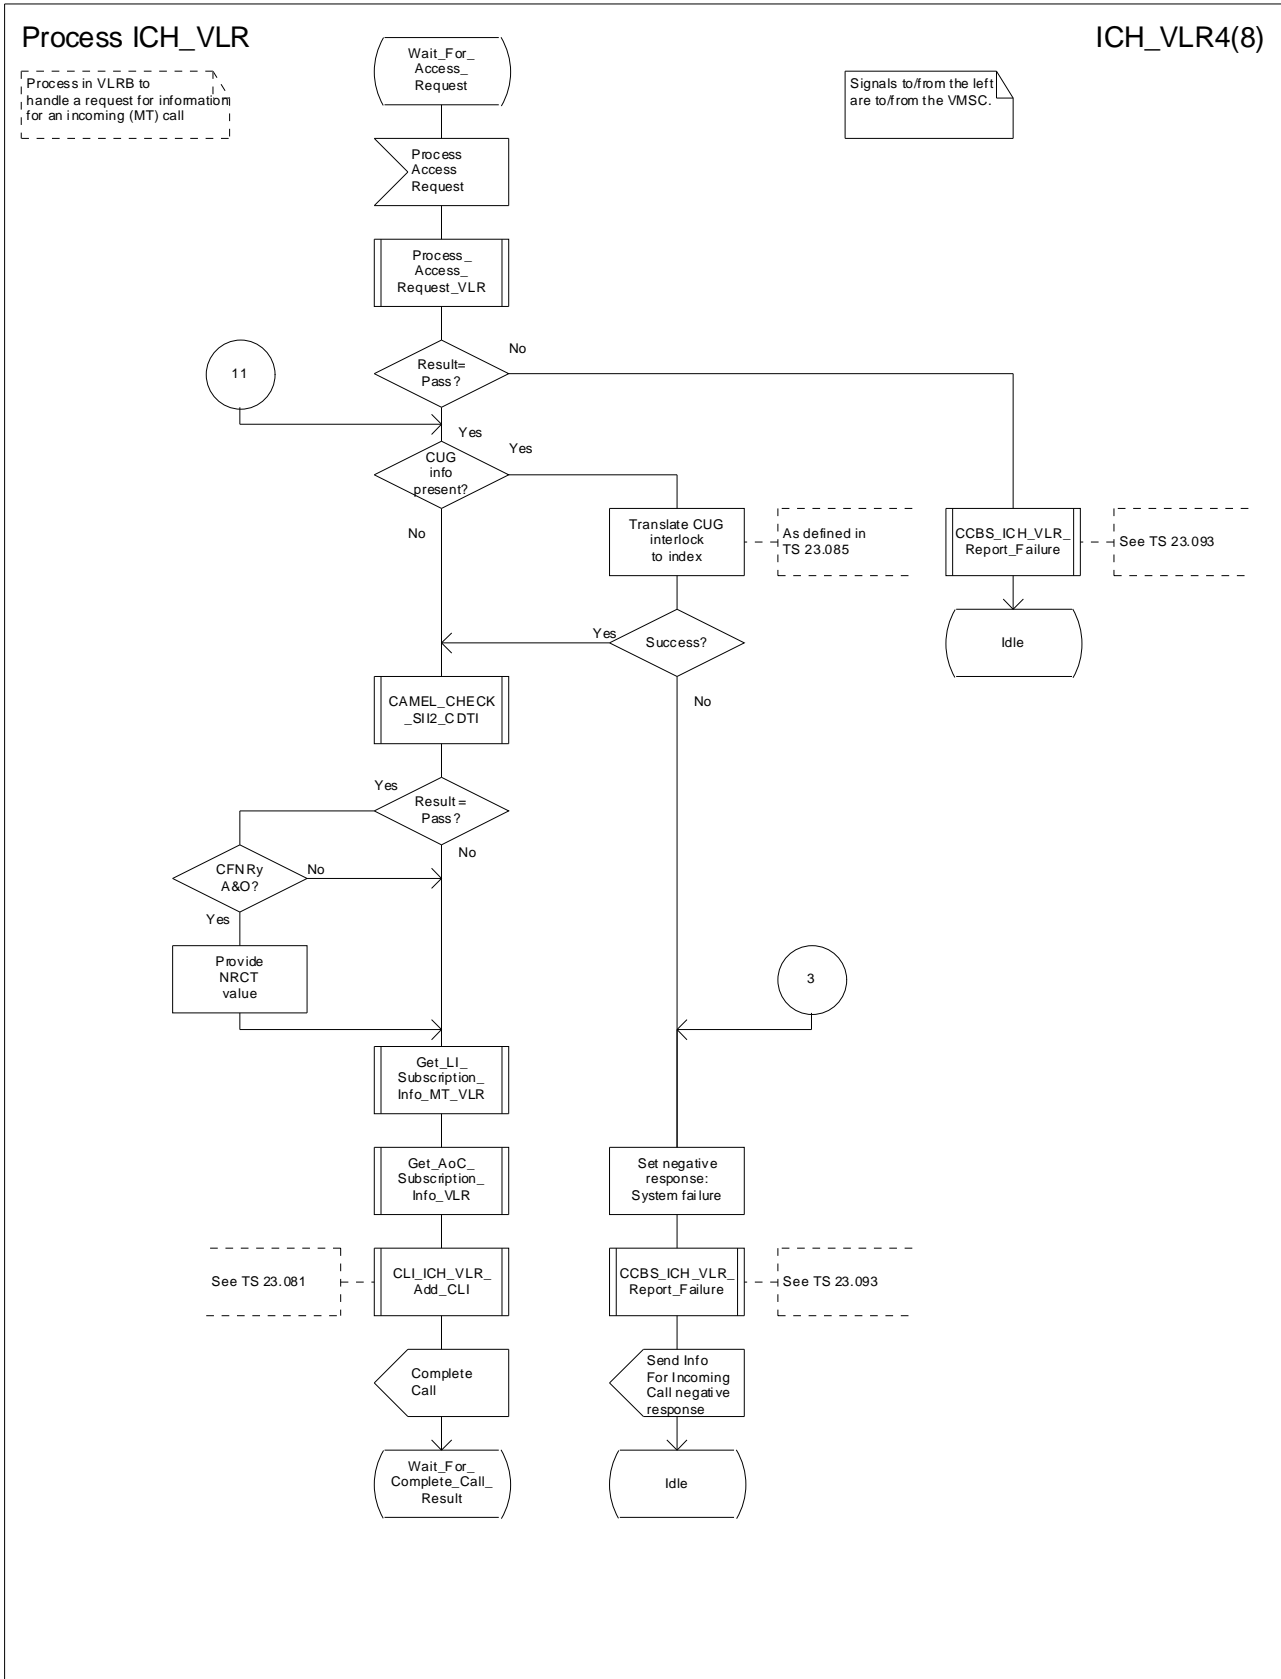 Process ICH_VLR
ICH_VLR4(8)
Process in VLRB to
handle a request for information
for an incoming (MT) call
Signals to/from the left
are to/from the VMSC.
Wait_For_
Access_
Request
Process
Access
Request
Process_
Access_
Request_VLR
Result=
Pass?
No
11
Yes
CUG
info
present?
Yes
No
Translate CUG
interlock
to index
As defined in
TS 23.085
CCBS_ICH_VLR_
Report_Failure
See TS 23.093
Success?
Yes
No
Idle
CAMEL_CHECK
_SII2_CDTI
Result=
Pass?
Yes
No
CFNRy
A&O?
No
Yes
Provide
NRCT
value
3
Get_LI_
Subscription_
Info_MT_VLR
Get_AoC_
Subscription_
Info_VLR
Set negative
response:
System failure
See TS 23.081
CLI_ICH_VLR_
Add_CLI
CCBS_ICH_VLR_
Report_Failure
See TS 23.093
Complete
Call
Send Info
For Incoming
Call negative
response
Wait_For_
Complete_Call_
Result
Idle